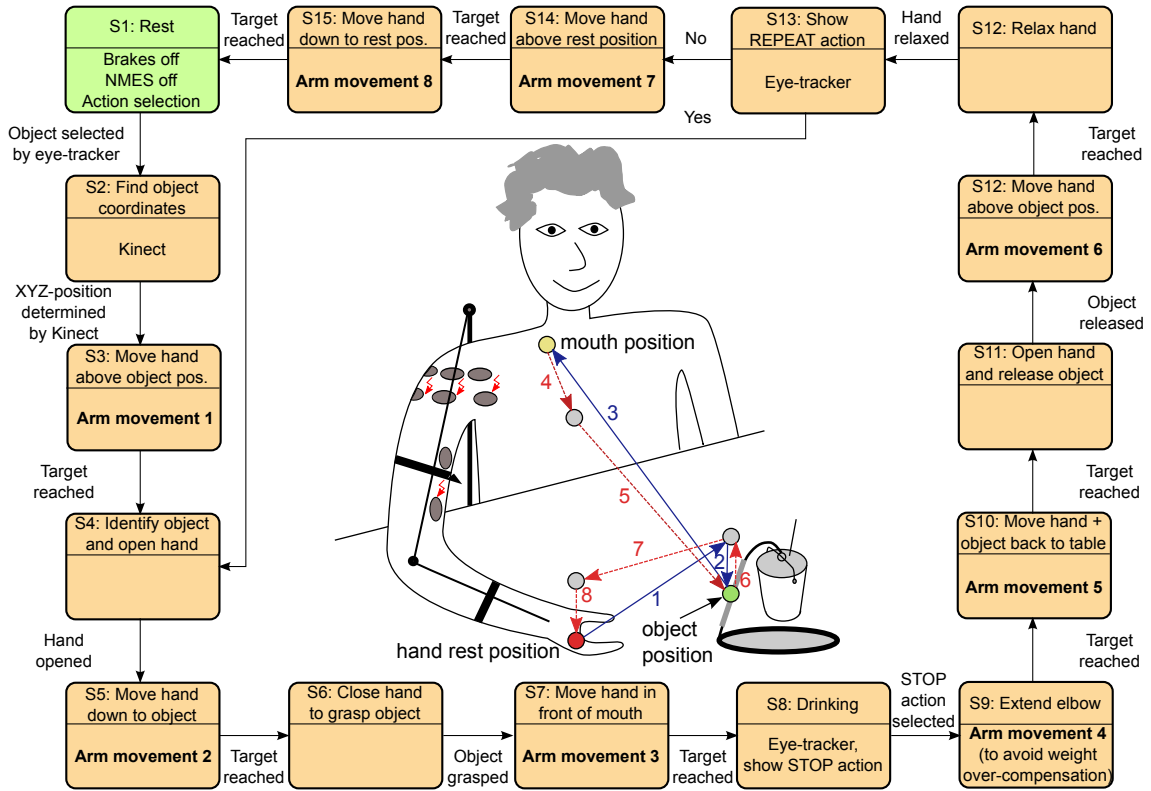 S1: Rest
Brakes off
NMES off
Action selection
Target
reached
S15: Move hand
down to rest pos.
Arm movement 8
Target
reached
S14: Move hand
above rest position
Arm movement 7
No
S13: Show
REPEAT action
Eye-tracker
Hand
relaxed
S12: Relax hand
Yes
Object selected
by eye-tracker
S2: Find object
coordinates
Kinect
XYZ-position
determined
by Kinect
S3: Move hand
above object pos.
Arm movement 1
Target
reached
S4: Identify object
and open hand
Hand
opened
S5: Move hand
down to object
Arm movement 2
Target
reached
S6: Close hand
to grasp object
Object
grasped
S7: Move hand in
front of mouth
Arm movement 3
Target
reached
S8: Drinking
Eye-tracker,
show STOP action
STOP
action
selected
S9: Extend elbow
Arm movement 4
(to avoid weight
over-compensation)
Target
reached
S10: Move hand +
object back to table
Arm movement 5
Target
reached
S11: Open hand
and release object
Object
released
S12: Move hand
above object pos.
Arm movement 6
Target
reached
mouth position
4
3
5
7
2
6
8
1
hand rest position
object
position